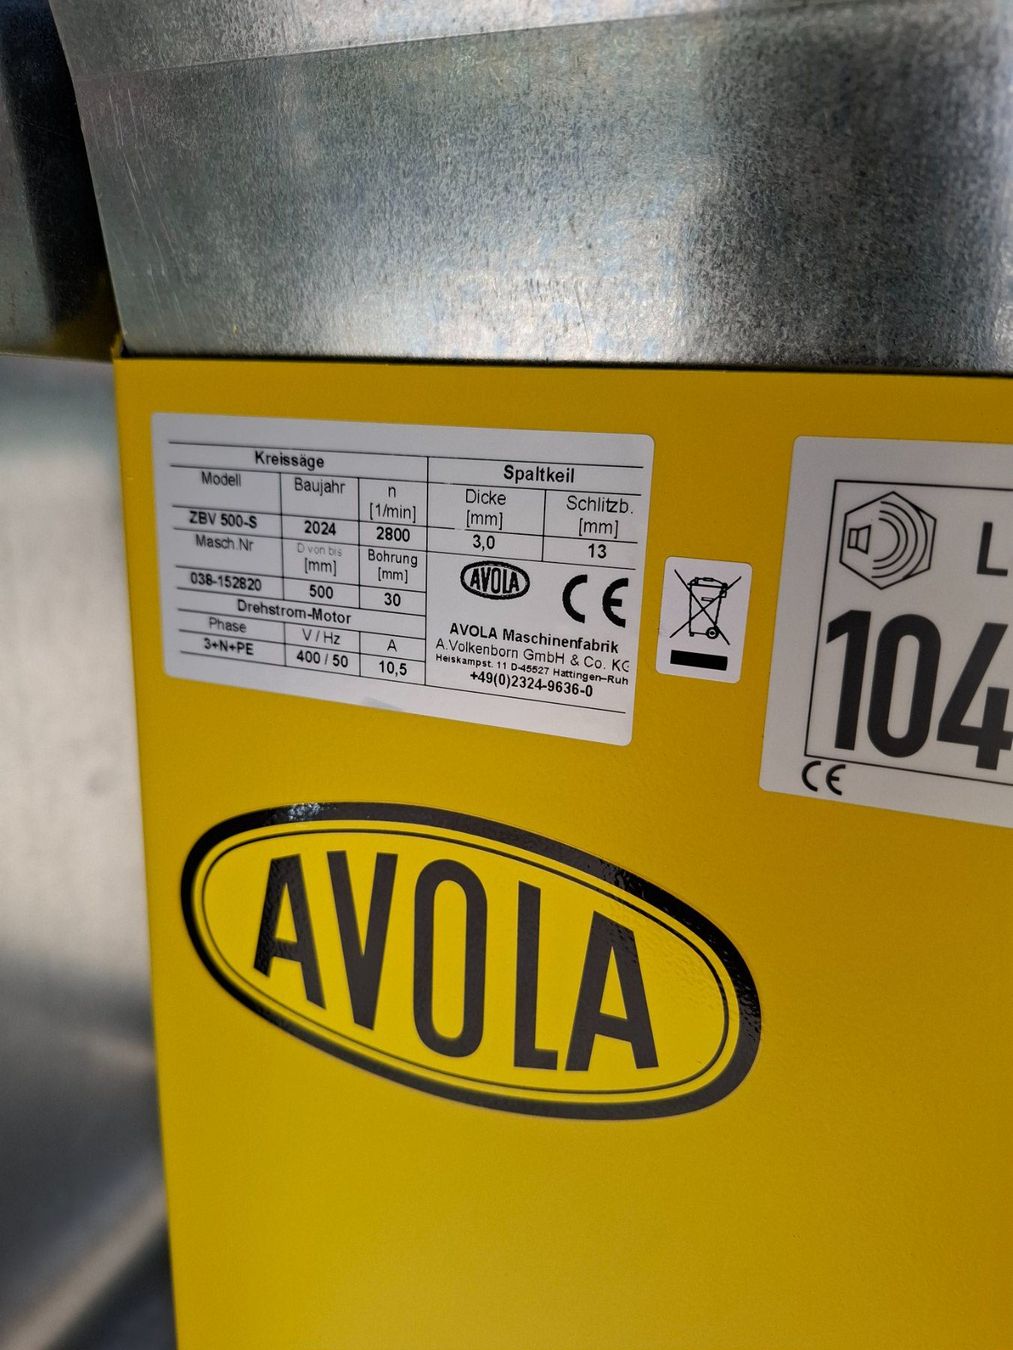 Kreissäge
Modell Baujahr n [1/min]
ZBV 500-S 2024 2800
Masch.Nr D von bis [mm] Bohrung [mm]
038-152820 500 30
Drehstrom-Motor
Phase V / Hz A
3+N+PE 400 / 50 10,5
Spaltkeil
Dicke [mm] Schlitzb. [mm]
3,0 13
AVOLA CE
AVOLA Maschinenfabrik
A.Volkenborn GmbH & Co. KG
Heiskampst. 11 D-45527 Hattingen–Ruh
+49(0)2324-9636-0
L
104
CE
AVOLA